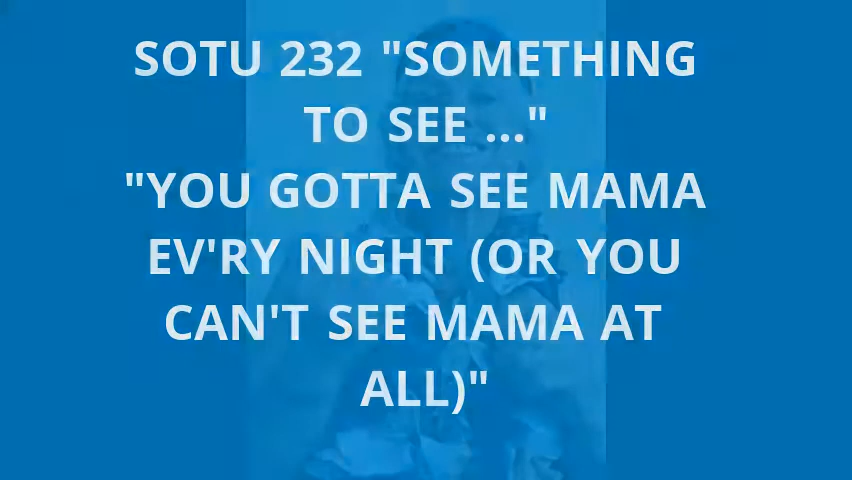 SOTU 232 "SOMETHING
TO SEE ..."
"YOU GOTTA SEE MAMA
EV'RY NIGHT (OR YOU
CAN'T SEE MAMA AT
ALL)"